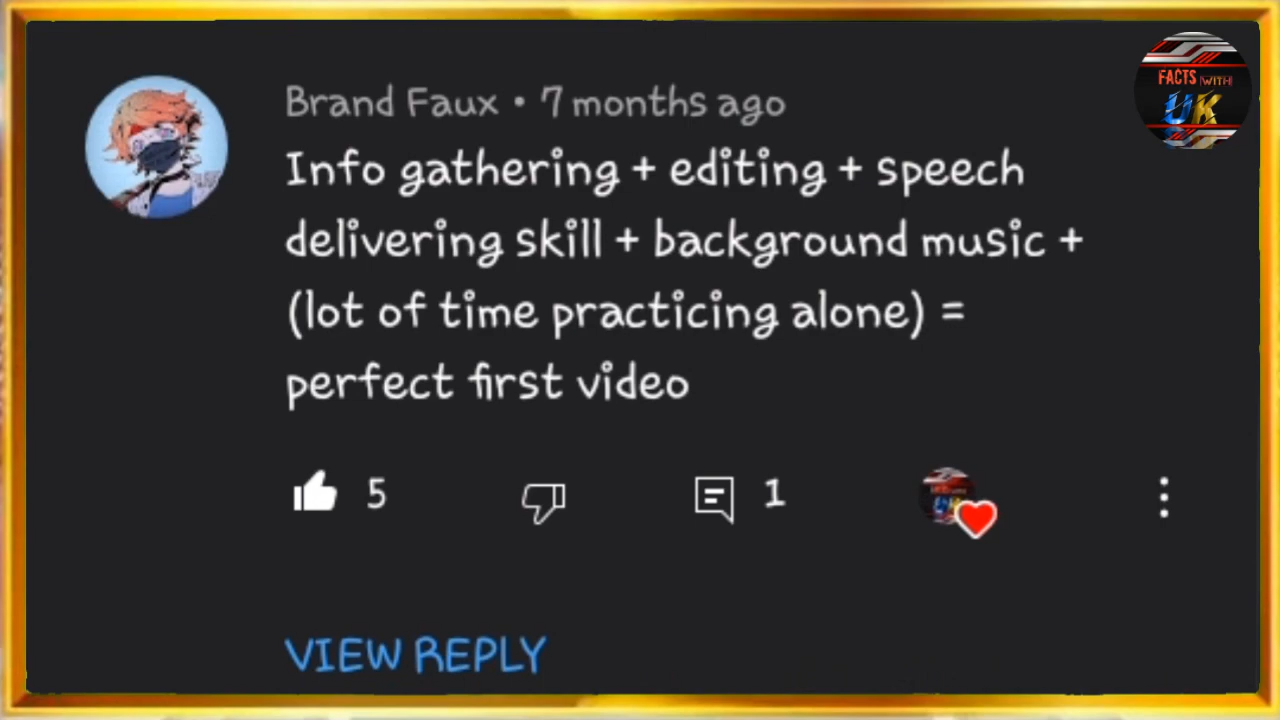 Brand Faux • 7 months ago
FACTS (WITH)
UK
Info gathering + editing + speech
delivering skill + background music +
(lot of time practicing alone) =
perfect first video
5
1
VIEW REPLY